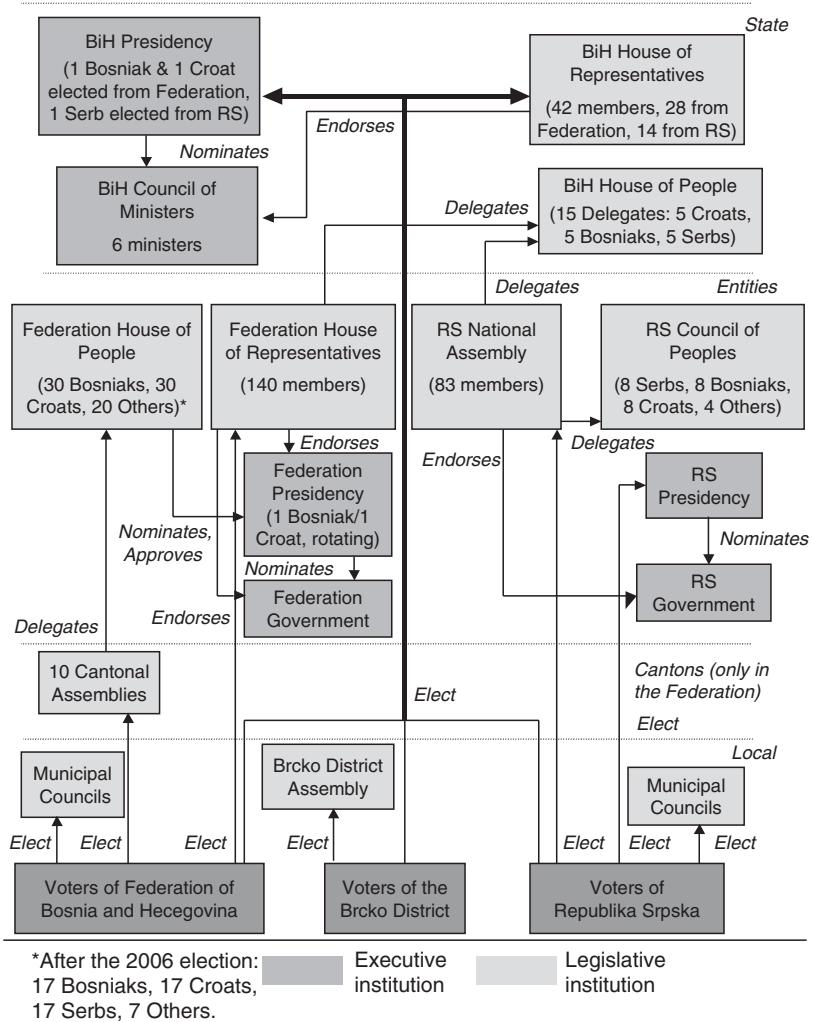 State
BiH Presidency
(1 Bosniak & 1 Croat
elected from Federation,
1 Serb elected from RS)
BiH House of
Representatives
(42 members, 28 from
Federation, 14 from RS)
Endorses
Nominates
BiH Council of
Ministers
6 ministers
BiH House of People
(15 Delegates: 5 Croats,
5 Bosniaks, 5 Serbs)
Delegates
Delegates
Entities
Federation House of
People
(30 Bosniaks, 30
Croats, 20 Others)*
Federation House
of Representatives
(140 members)
RS National
Assembly
(83 members)
RS Council of
Peoples
(8 Serbs, 8 Bosniaks,
8 Croats, 4 Others)
Endorses
Delegates
Endorses
Federation
Presidency
(1 Bosniak/1
Croat, rotating)
RS
Presidency
Nominates,
Approves
Nominates
Nominates
Federation
Government
RS
Government
Endorses
Delegates
10 Cantonal
Assemblies
Cantons (only in
the Federation)
Elect
Elect
Local
Municipal
Councils
Brcko District
Assembly
Municipal
Councils
Elect
Elect
Elect
Elect
Elect
Elect
Elect
Voters of Federation of
Bosnia and Hecegovina
Voters of the
Brcko District
Voters of
Republika Srpska
*After the 2006 election:
17 Bosniaks, 17 Croats,
17 Serbs, 7 Others.
Executive
institution
Legislative
institution